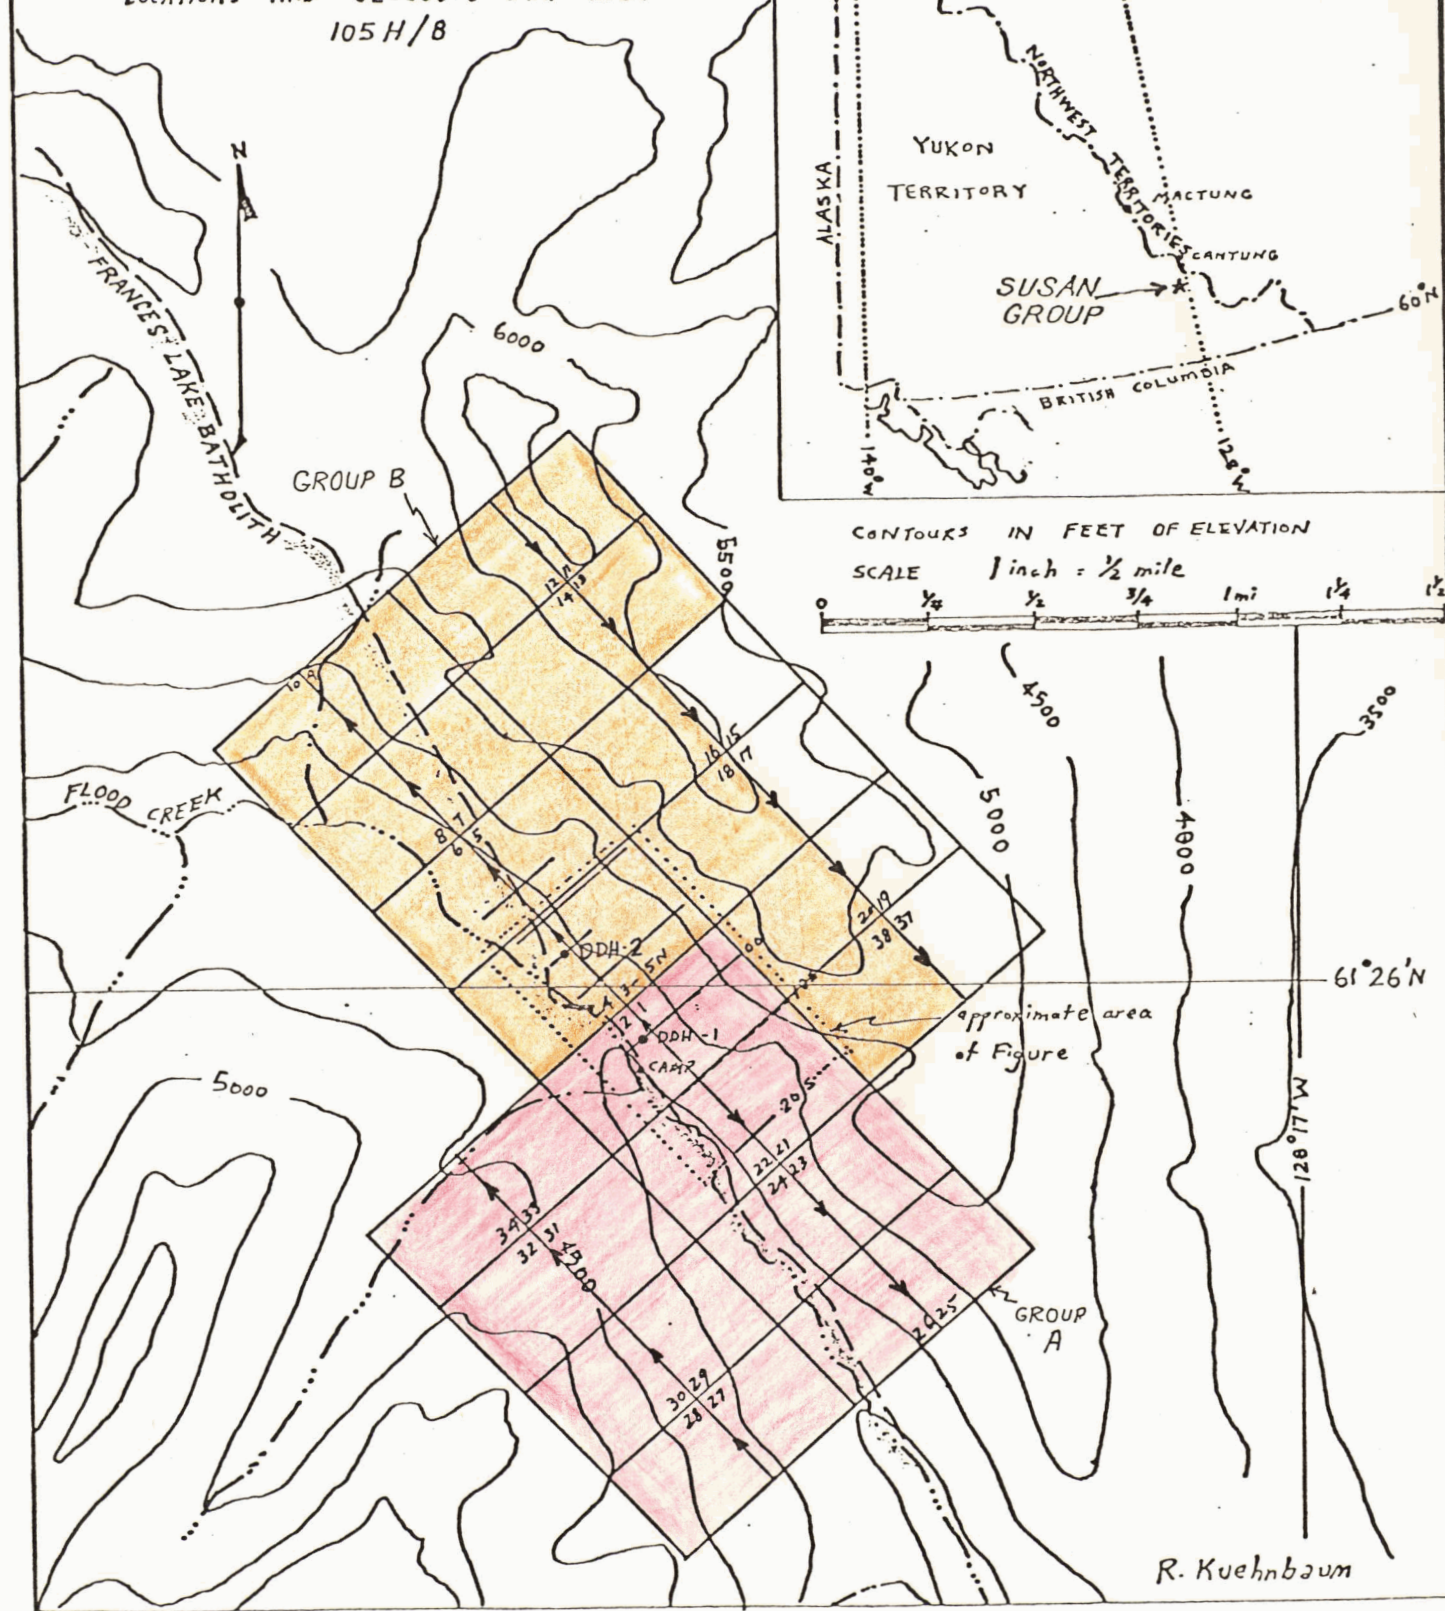 105 H/8
N
FRANCES LAKE BATHOLITH
6000
GROUP B
5500
ALASKA
YUKON
TERRITORY
NORTHWEST TERRITORIES
MACTUNG
CANTUNG
SUSAN
GROUP
60°N
BRITISH COLUMBIA
140°W
128°W
CONTOURS IN FEET OF ELEVATION
SCALE 1 inch = 1/2 mile
0 1/4 1/2 3/4 1 mi 1 1/4
12 11
14 13
10 9
16 15
18 17
4500
3500
FLOOD CREEK
8 7
6 5
5000
4000
20 19
38 37
DDH-2
5N
00
4 3
10S
61°26'N
2 1
DDH-1
CAMP
approximate area
of Figure
5000
20 S
22 21
24 23
128°17'W
34 33
32 31
4500
26 25
GROUP
A
30 29
28 27
R. Kuehnbaum